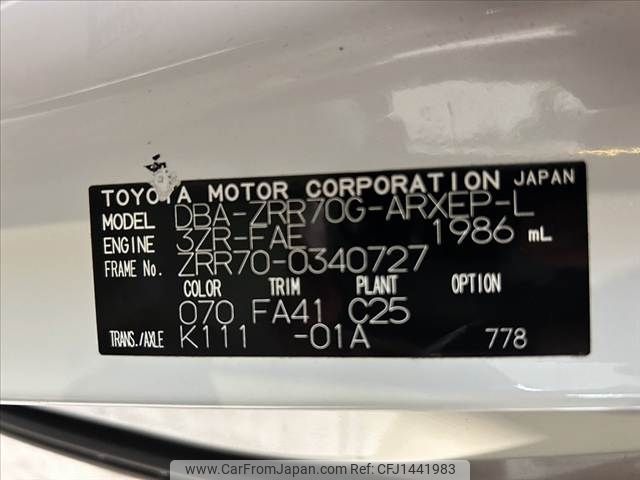 TOYOTA MOTOR CORPORATION JAPAN
MODEL DBA-ZRR70G-ARXEP-L
ENGINE 3ZR-FAE 1986 mL
FRAME No. ZRR70-0340727
COLOR TRIM PLANT OPTION
070 FA41 C25
TRANS./AXLE K111 -01A 778
www.CarFromJapan.com ID:CFJ1441983